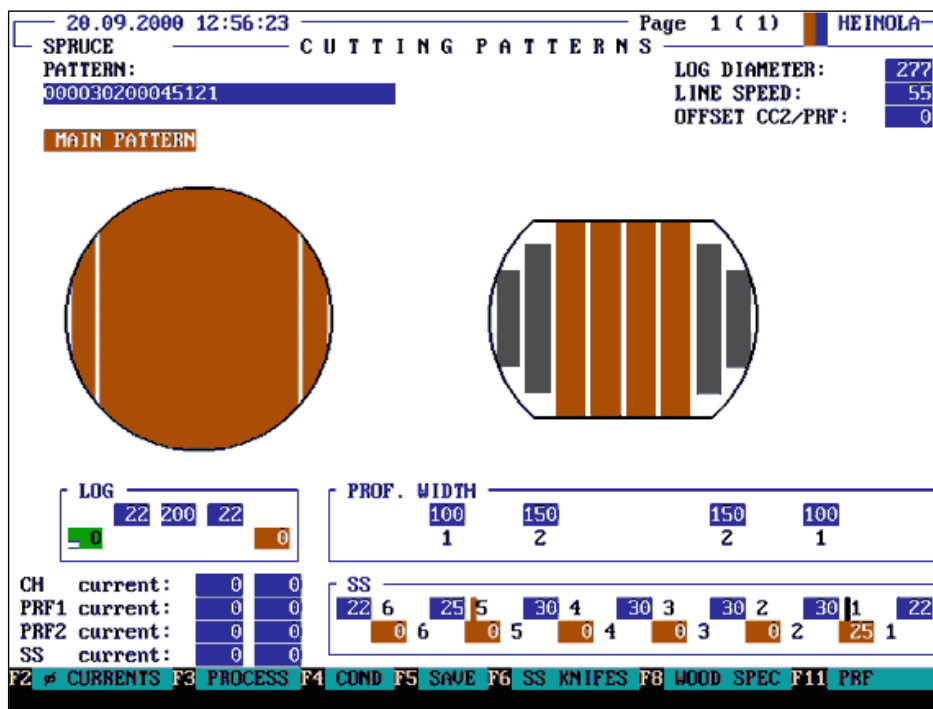 20.09.2000 12:56:23 Page 1 ( 1) HEINOLA
SPRUCE CUTTING PATTERNS
PATTERN: LOG DIAMETER: 277
000030200045121 LINE SPEED: 55
OFFSET CC2/PRF: 0
MAIN PATTERN
LOG PROF. WIDTH
22 200 22 100 150 150 100
0 0 1 2 2 1
CH current: 0 0 SS
PRF1 current: 0 0 22 6 25 5 30 4 30 3 30 2 30 1 22
PRF2 current: 0 0 0 6 0 5 0 4 0 3 0 2 25 1
SS current: 0 0
F2 ø CURRENTS F3 PROCESS F4 COND F5 SAVE F6 SS KNIFES F8 WOOD SPEC F11 PRF